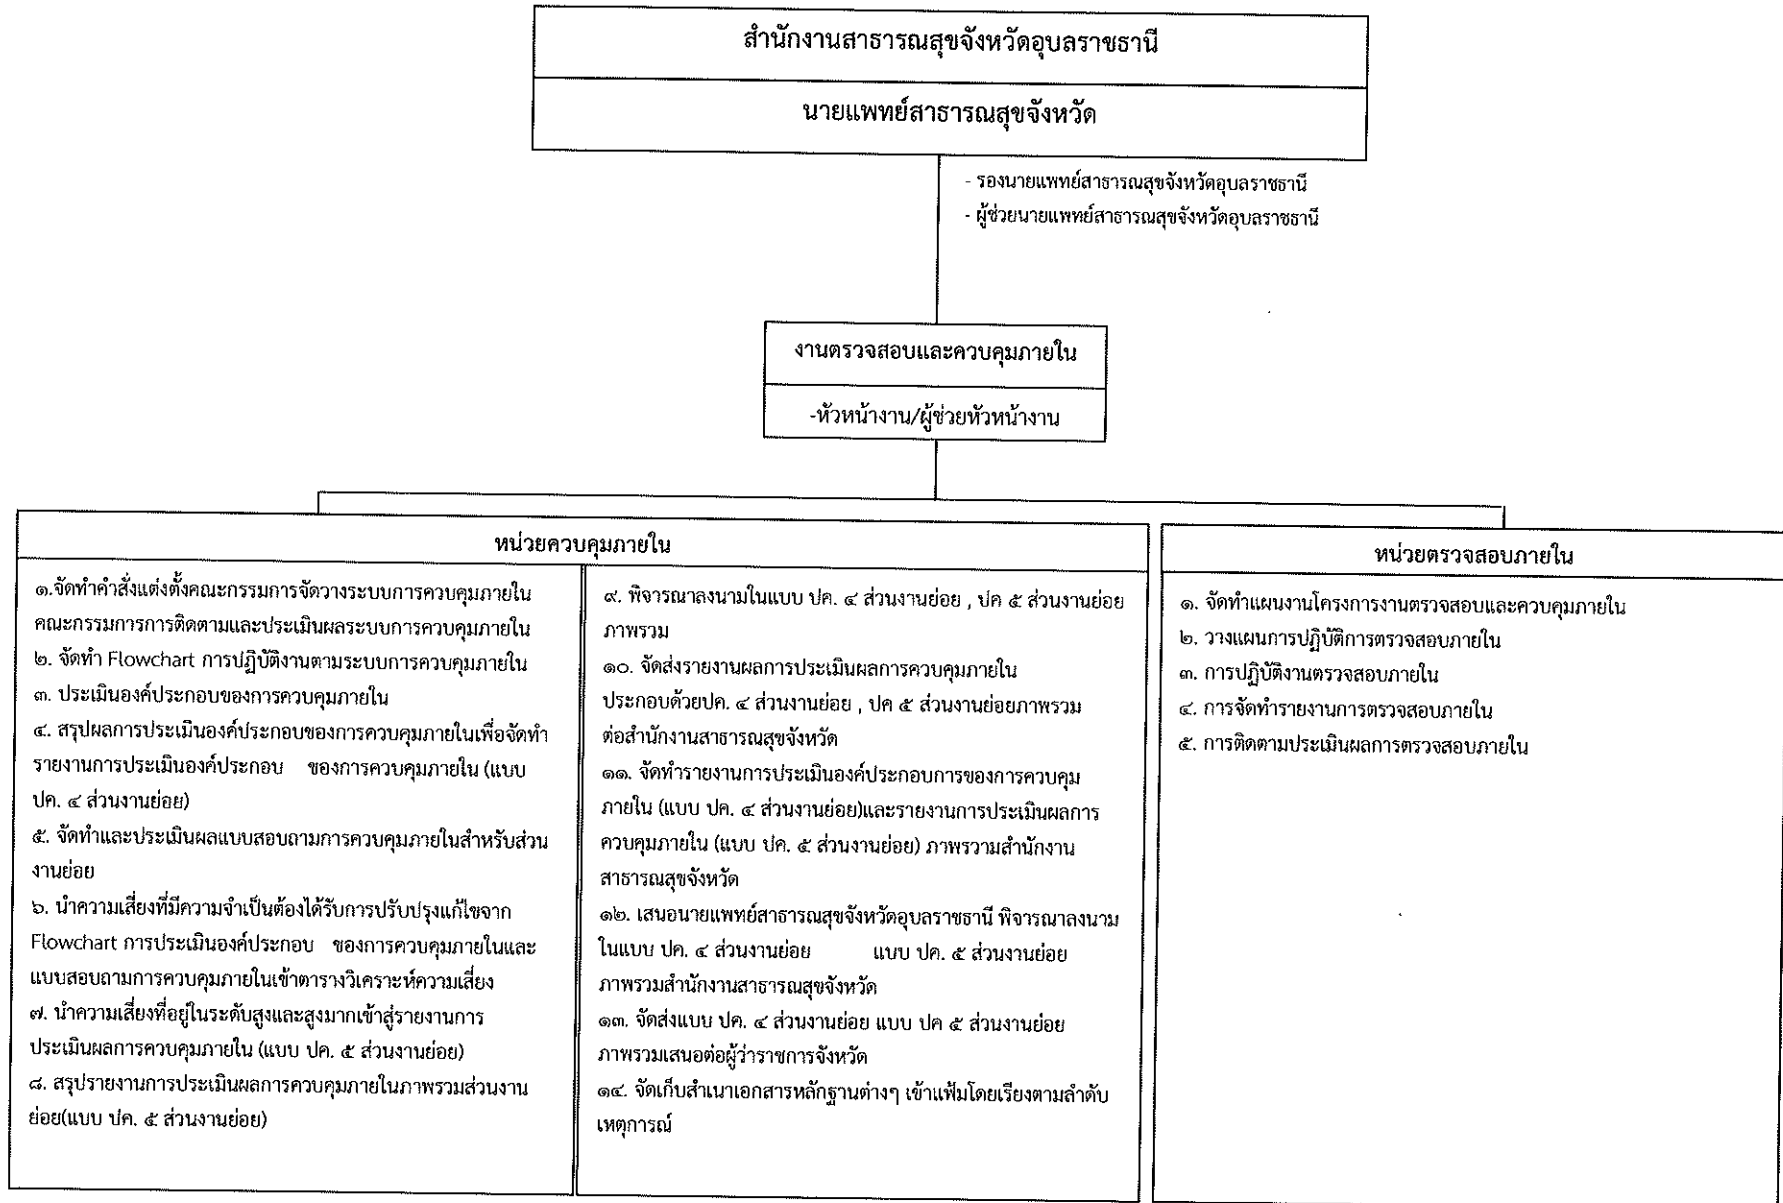 สำนักงานสาธารณสุขจังหวัดอุบลราชธานี
นายแพทย์สาธารณสุขจังหวัด
- รองนายแพทย์สาธารณสุขจังหวัดอุบลราชธานี
- ผู้ช่วยนายแพทย์สาธารณสุขจังหวัดอุบลราชธานี
งานตรวจสอบและควบคุมภายใน
-หัวหน้างาน/ผู้ช่วยหัวหน้างาน
หน่วยควบคุมภายใน
๑.จัดทำคำสั่งแต่งตั้งคณะกรรมการจัดวางระบบการควบคุมภายใน
คณะกรรมการการติดตามและประเมินผลระบบการควบคุมภายใน
๒. จัดทำ Flowchart การปฏิบัติงานตามระบบการควบคุมภายใน
๓. ประเมินองค์ประกอบของการควบคุมภายใน
๔. สรุปผลการประเมินองค์ประกอบของการควบคุมภายในเพื่อจัดทำ
รายงานการประเมินองค์ประกอบ ของการควบคุมภายใน (แบบ
ปค. ๔ ส่วนงานย่อย)
๕. จัดทำและประเมินผลแบบสอบถามการควบคุมภายในสำหรับส่วน
งานย่อย
๖. นำความเสี่ยงที่มีความจำเป็นต้องได้รับการปรับปรุงแก้ไขจาก
Flowchart การประเมินองค์ประกอบ ของการควบคุมภายในและ
แบบสอบถามการควบคุมภายในเข้าตารางวิเคราะห์ความเสี่ยง
๗. นำความเสี่ยงที่อยู่ในระดับสูงและสูงมากเข้าสู่รายงานการ
ประเมินผลการควบคุมภายใน (แบบ ปค. ๕ ส่วนงานย่อย)
๘. สรุปรายงานการประเมินผลการควบคุมภายในภาพรวมส่วนงาน
ย่อย(แบบ ปค. ๕ ส่วนงานย่อย)
๙. พิจารณาลงนามในแบบ ปค. ๔ ส่วนงานย่อย , ปค ๕ ส่วนงานย่อย
ภาพรวม
๑๐. จัดส่งรายงานผลการประเมินผลการควบคุมภายใน
ประกอบด้วยปค. ๔ ส่วนงานย่อย , ปค ๕ ส่วนงานย่อยภาพรวม
ต่อสำนักงานสาธารณสุขจังหวัด
๑๑. จัดทำรายงานการประเมินองค์ประกอบการของการควบคุม
ภายใน (แบบ ปค. ๔ ส่วนงานย่อย)และรายงานการประเมินผลการ
ควบคุมภายใน (แบบ ปค. ๕ ส่วนงานย่อย) ภาพรวามสำนักงาน
สาธารณสุขจังหวัด
๑๒. เสนอนายแพทย์สาธารณสุขจังหวัดอุบลราชธานี พิจารณาลงนาม
ในแบบ ปค. ๔ ส่วนงานย่อย แบบ ปค. ๕ ส่วนงานย่อย
ภาพรวมสำนักงานสาธารณสุขจังหวัด
๑๓. จัดส่งแบบ ปค. ๔ ส่วนงานย่อย แบบ ปค ๕ ส่วนงานย่อย
ภาพรวมเสนอต่อผู้ว่าราชการจังหวัด
๑๔. จัดเก็บสำเนาเอกสารหลักฐานต่างๆ เข้าแฟ้มโดยเรียงตามลำดับ
เหตุการณ์
หน่วยตรวจสอบภายใน
๑. จัดทำแผนงานโครงการงานตรวจสอบและควบคุมภายใน
๒. วางแผนการปฏิบัติการตรวจสอบภายใน
๓. การปฏิบัติงานตรวจสอบภายใน
๔. การจัดทำรายงานการตรวจสอบภายใน
๕. การติดตามประเมินผลการตรวจสอบภายใน